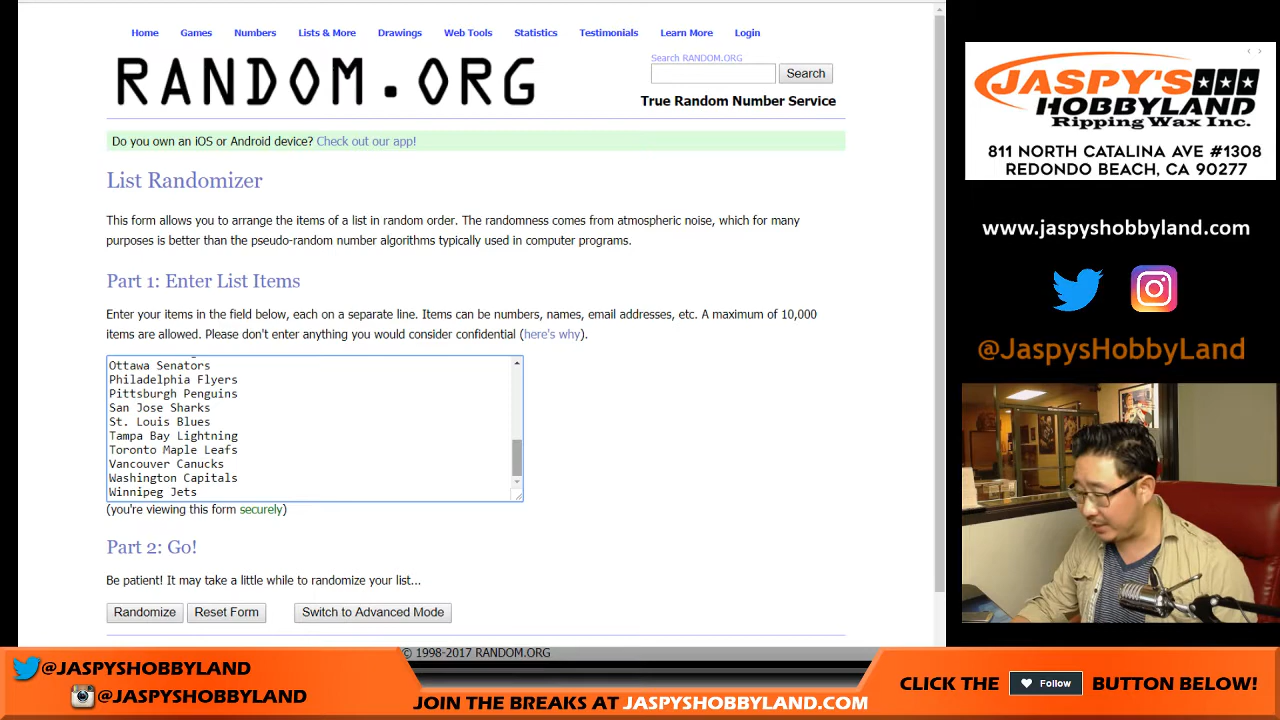 Home Games Numbers Lists & More Drawings Web Tools Statistics Testimonials Learn More Login
RANDOM.ORG
Search RANDOM.ORG
Search
True Random Number Service
Do you own an iOS or Android device? Check out our app!
List Randomizer
This form allows you to arrange the items of a list in random order. The randomness comes from atmospheric noise, which for many
purposes is better than the pseudo-random number algorithms typically used in computer programs.
Part 1: Enter List Items
Enter your items in the field below, each on a separate line. Items can be numbers, names, email addresses, etc. A maximum of 10,000
items are allowed. Please don't enter anything you would consider confidential (here's why).
Ottawa Senators
Philadelphia Flyers
Pittsburgh Penguins
San Jose Sharks
St. Louis Blues
Tampa Bay Lightning
Toronto Maple Leafs
Vancouver Canucks
Washington Capitals
Winnipeg Jets
(you're viewing this form securely)
Part 2: Go!
Be patient! It may take a little while to randomize your list...
Randomize Reset Form Switch to Advanced Mode
© 1998-2017 RANDOM.ORG
JASPY'S
HOBBYLAND
Ripping Wax Inc.
811 NORTH CATALINA AVE #1308
REDONDO BEACH, CA 90277
www.jaspyshobbyland.com
@JaspysHobbyLand
@JASPYSHOBBYLAND
@JASPYSHOBBYLAND
JOIN THE BREAKS AT JASPYSHOBBYLAND.COM
CLICK THE Follow BUTTON BELOW!